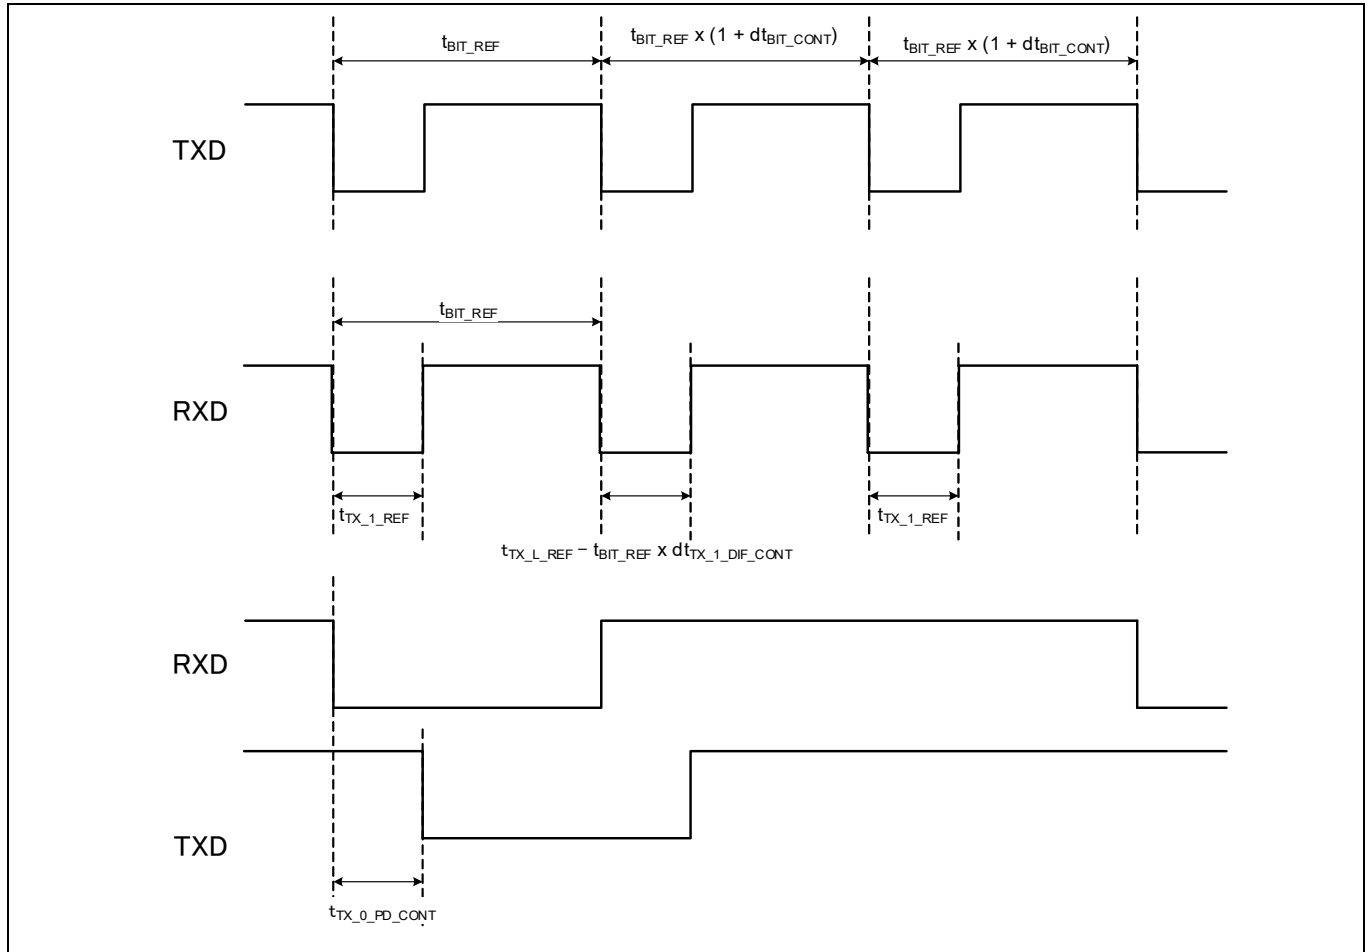 tBIT_REF
tBIT_REF x (1 + dtBIT_CONT)
tBIT_REF x (1 + dtBIT_CONT)
TXD
tBIT_REF
RXD
tTX_1_REF
tTX_1_REF
tTX_L_REF − tBIT_REF x dtTX_1_DIF_CONT
RXD
TXD
tTX_0_PD_CONT